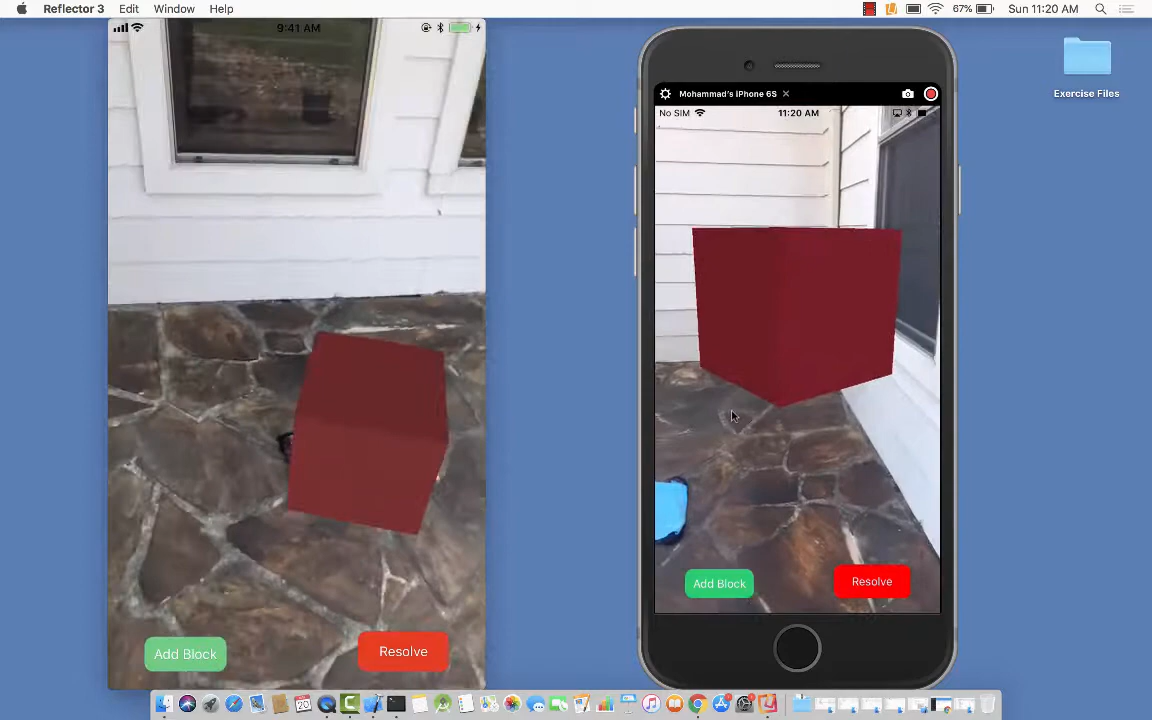 Reflector 3 Edit Window Help 67% Sun 11:20 AM
9:41 AM
Exercise Files
Mohammad's iPhone 6S
No SIM 11:20 AM
Add Block Resolve
Add Block Resolve